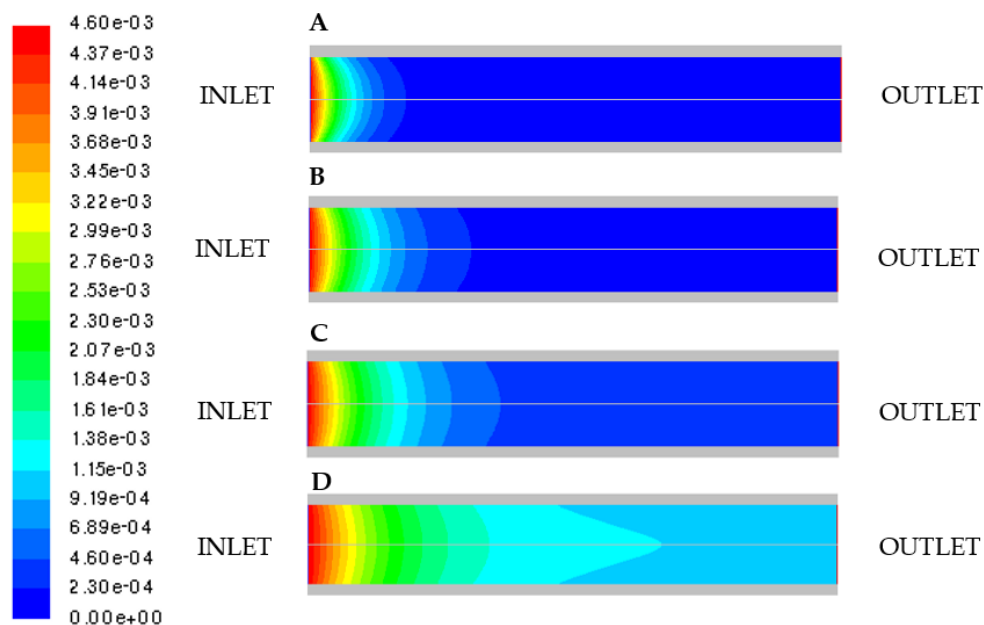 4.60e-03
4.37e-03
4.14e-03
3.91e-03
3.68e-03
3.45e-03
3.22e-03
2.99e-03
2.76e-03
2.53e-03
2.30e-03
2.07e-03
1.84e-03
1.61e-03
1.38e-03
1.15e-03
9.19e-04
6.89e-04
4.60e-04
2.30e-04
0.00e+00
A
INLET OUTLET
B
INLET OUTLET
C
INLET OUTLET
D
INLET OUTLET